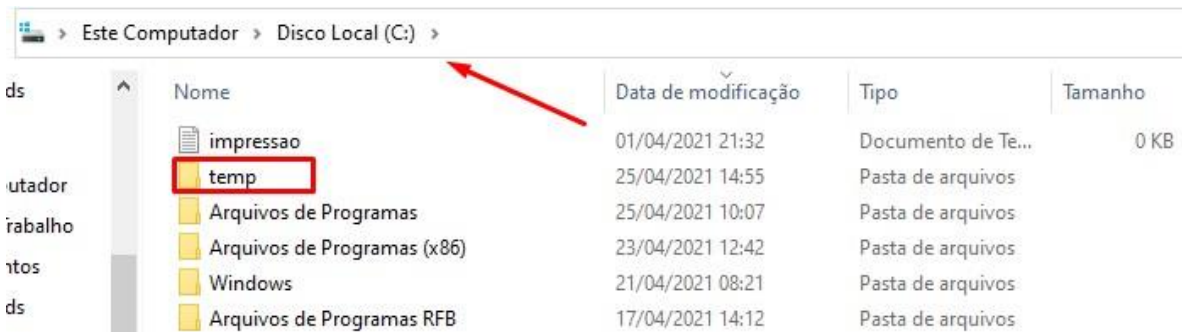 Este Computador > Disco Local (C:) >
ds Nome Data de modificação Tipo Tamanho
impressao 01/04/2021 21:32 Documento de Te... 0 KB
utador temp 25/04/2021 14:55 Pasta de arquivos
rabalho Arquivos de Programas 25/04/2021 10:07 Pasta de arquivos
Arquivos de Programas (x86) 23/04/2021 12:42 Pasta de arquivos
ntos Windows 21/04/2021 08:21 Pasta de arquivos
ds Arquivos de Programas RFB 17/04/2021 14:12 Pasta de arquivos